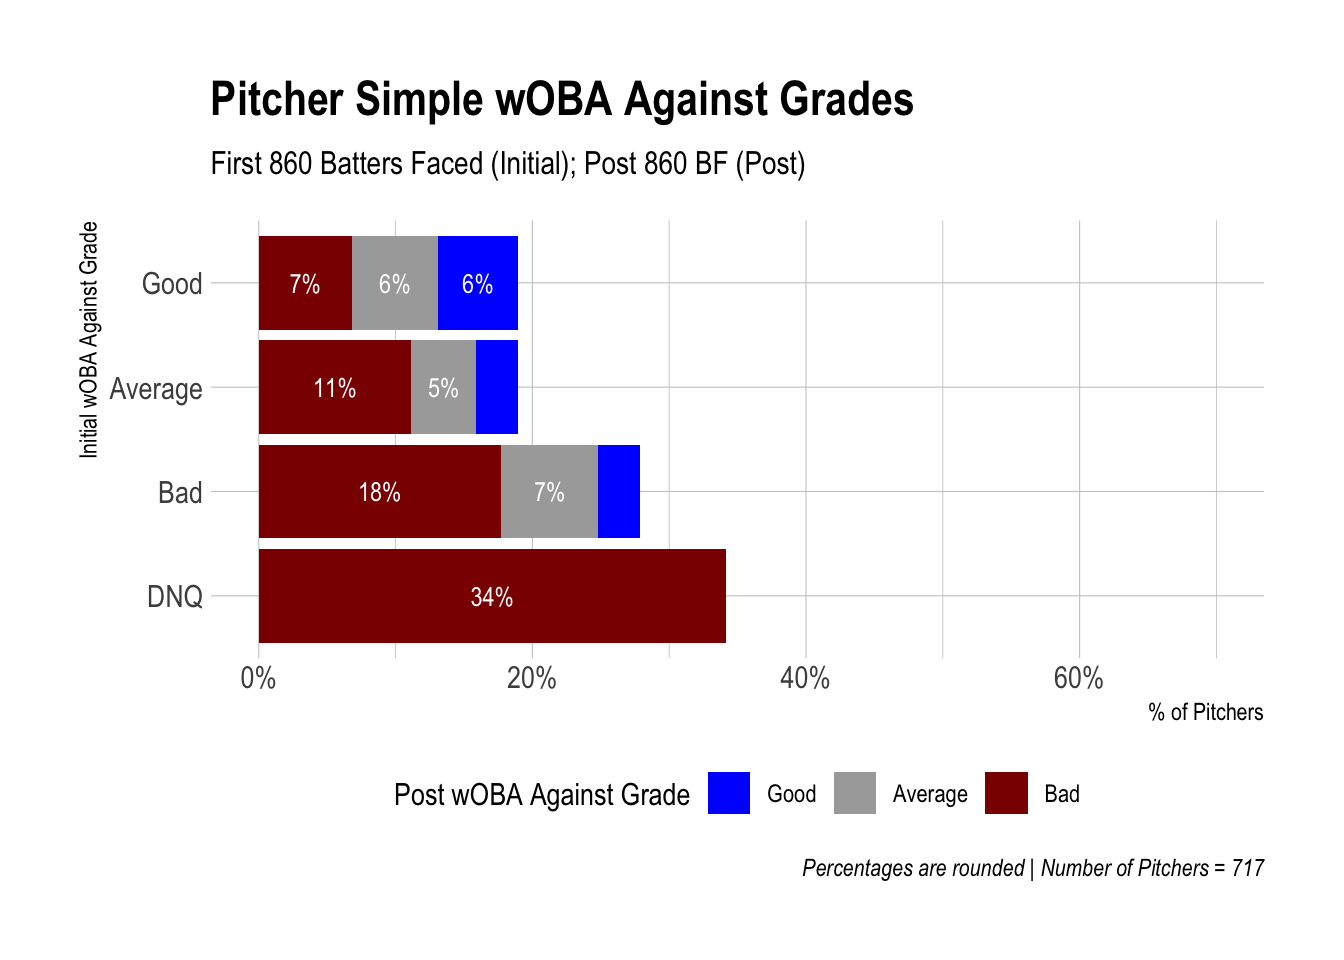 Pitcher Simple wOBA Against Grades
First 860 Batters Faced (Initial); Post 860 BF (Post)
Initial wOBA Against Grade
Good
7%
6%
6%
Average
11%
5%
Bad
18%
7%
DNQ
34%
0%
20%
40%
60%
% of Pitchers
Post wOBA Against Grade
Good
Average
Bad
Percentages are rounded | Number of Pitchers = 717